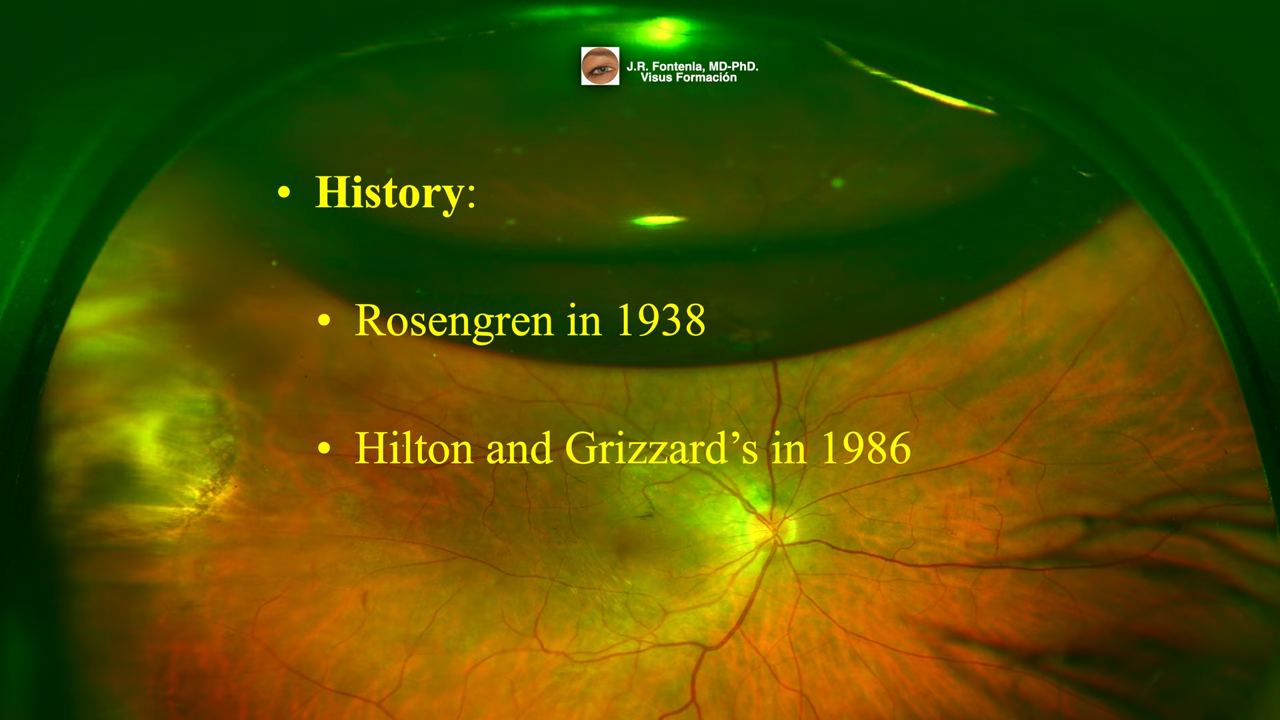 J.R. Fontenla, MD-PhD.
Visus Formación
• History:
• Rosengren in 1938
• Hilton and Grizzard’s in 1986